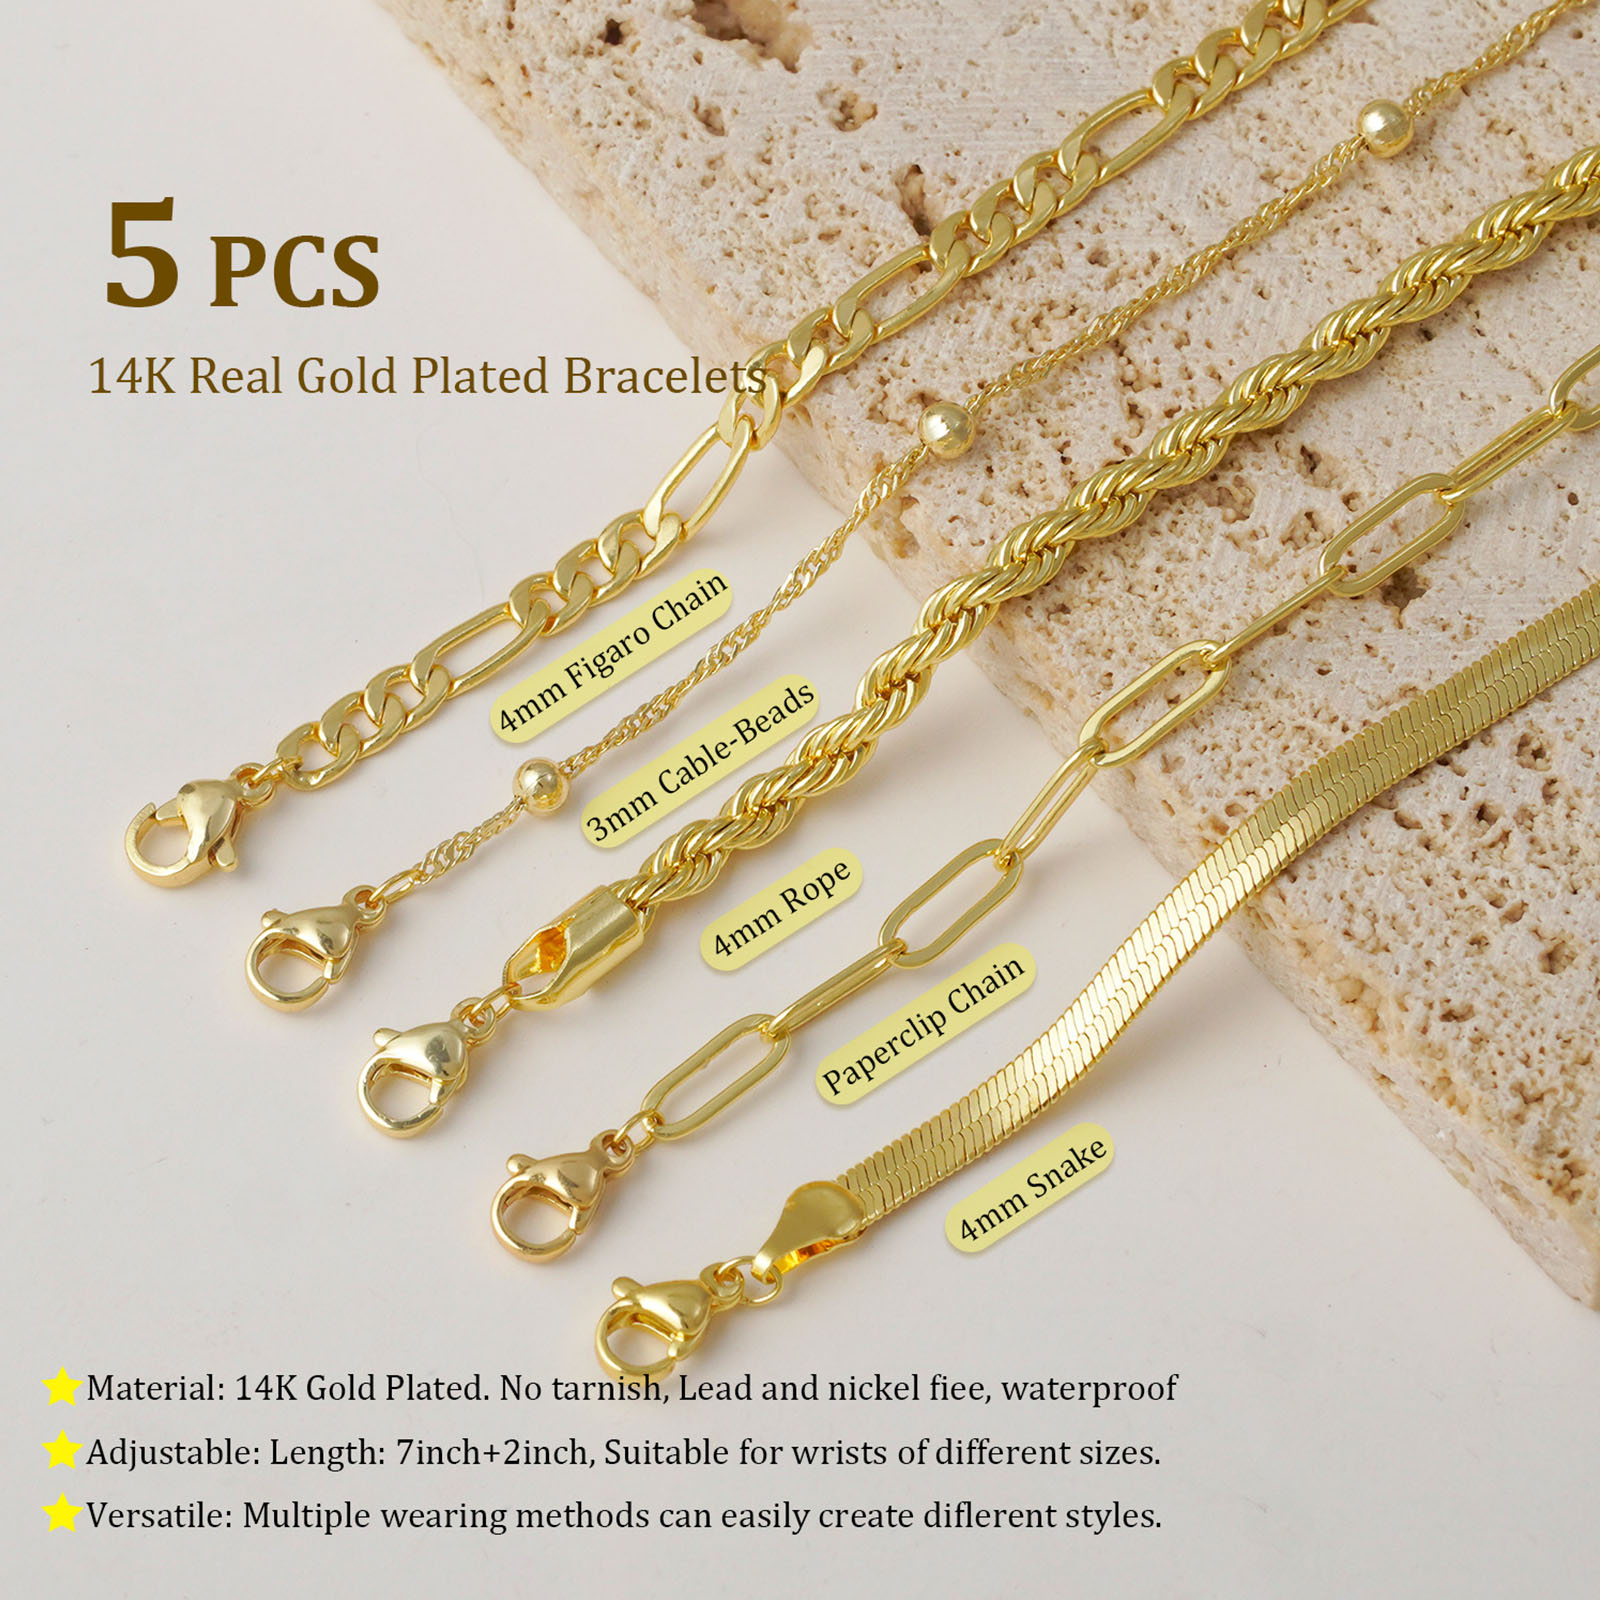 5 PCS
14K Real Gold Plated Bracelets
4mm Figaro Chain
3mm Cable-Beads
4mm Rope
Paperclip Chain
4mm Snake
Material: 14K Gold Plated. No tarnish, Lead and nickel fiee, waterproof
Adjustable: Length: 7inch+2inch, Suitable for wrists of different sizes.
Versatile: Multiple wearing methods can easily create diflerent styles.